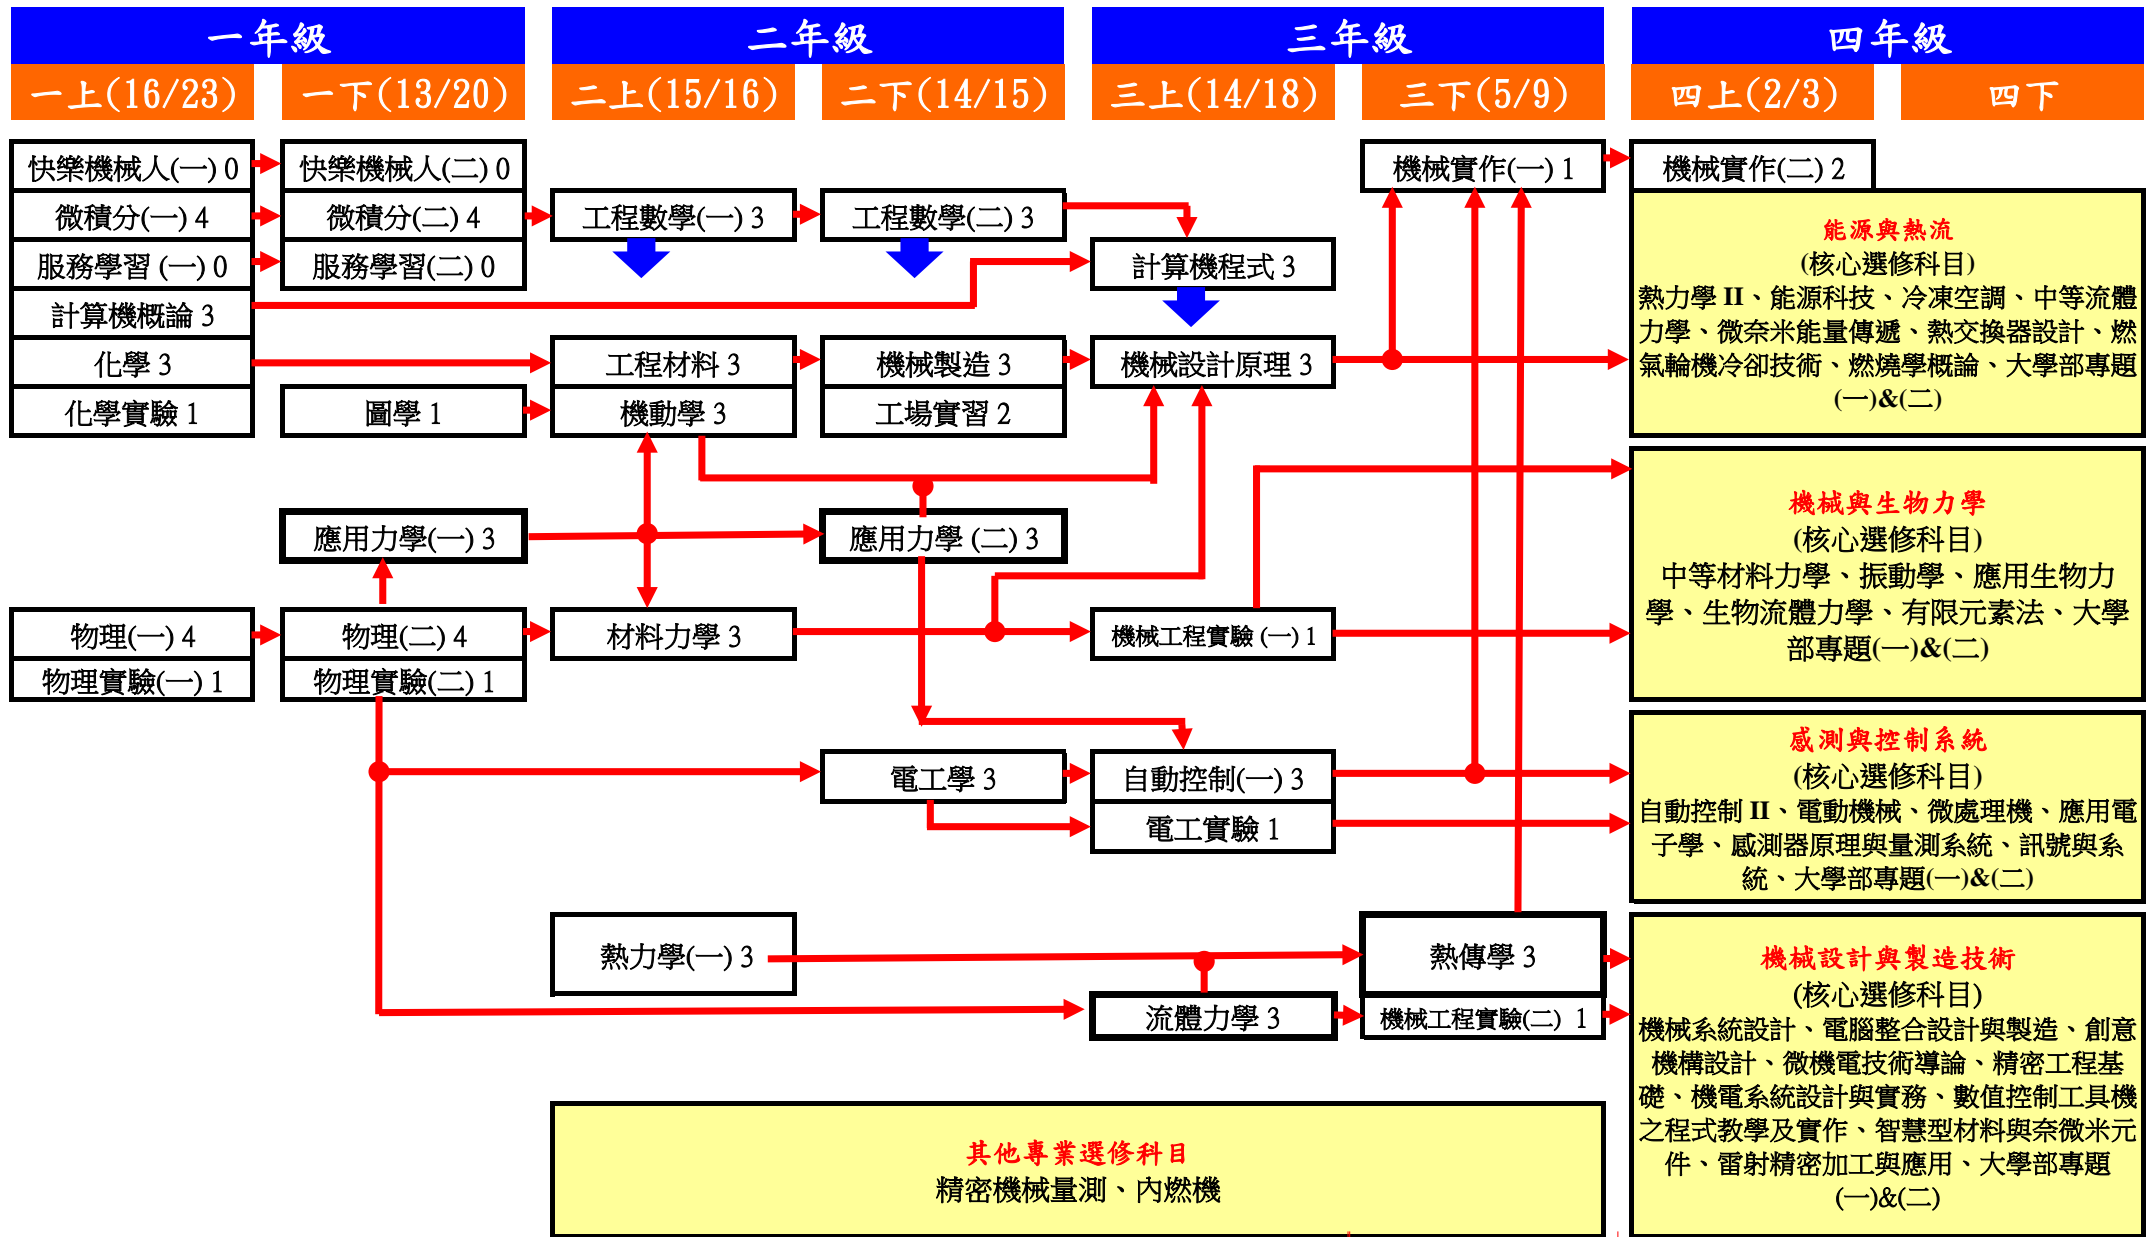 一年級
二年級
三年級
四年級
一上(16/23)
一下(13/20)
二上(15/16)
二下(14/15)
三上(14/18)
三下(5/9)
四上(2/3)
四下
快樂機械人(一) 0
快樂機械人(二) 0
機械實作(一) 1
機械實作(二) 2
微積分(一) 4
微積分(二) 4
工程數學(一) 3
工程數學(二) 3
服務學習 (一) 0
服務學習(二) 0
計算機程式 3
計算機概論 3
化學 3
工程材料 3
機械製造 3
機械設計原理 3
化學實驗 1
圖學 1
機動學 3
工場實習 2
能源與熱流
(核心選修科目)
熱力學 II、能源科技、冷凍空調、中等流體
力學、微奈米能量傳遞、熱交換器設計、燃
氣輪機冷卻技術、燃燒學概論、大學部專題
(一)&(二)
應用力學(一) 3
應用力學 (二) 3
物理(一) 4
物理(二) 4
材料力學 3
機械工程實驗 (一) 1
物理實驗(一) 1
物理實驗(二) 1
機械與生物力學
(核心選修科目)
中等材料力學、振動學、應用生物力
學、生物流體力學、有限元素法、大學
部專題(一)&(二)
電工學 3
自動控制(一) 3
電工實驗 1
感測與控制系統
(核心選修科目)
自動控制 II、電動機械、微處理機、應用電
子學、感測器原理與量測系統、訊號與系
統、大學部專題(一)&(二)
熱力學(一) 3
熱傳學 3
流體力學 3
機械工程實驗(二) 1
機械設計與製造技術
(核心選修科目)
機械系統設計、電腦整合設計與製造、創意
機構設計、微機電技術導論、精密工程基
礎、機電系統設計與實務、數值控制工具機
之程式教學及實作、智慧型材料與奈微米元
件、雷射精密加工與應用、大學部專題
(一)&(二)
其他專業選修科目
精密機械量測、內燃機